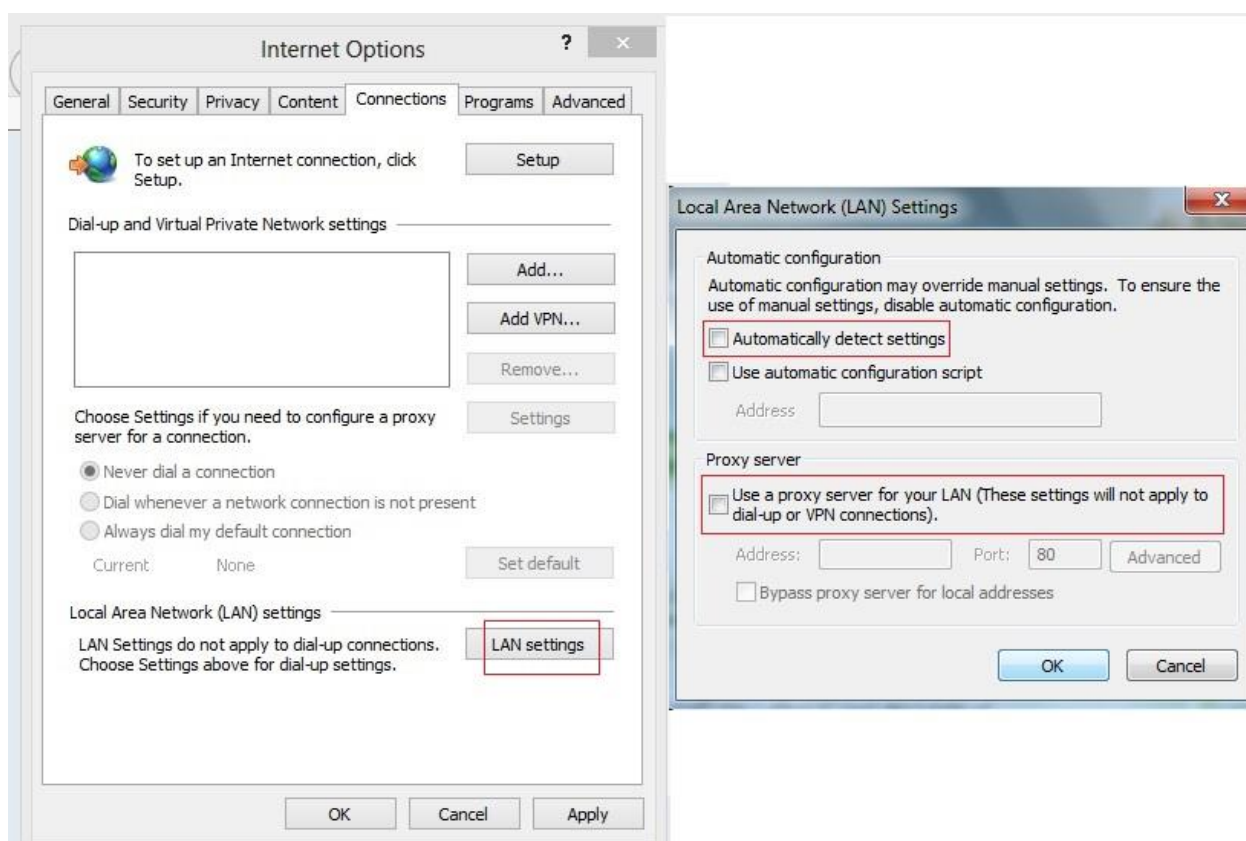 Internet Options
?
General Security Privacy Content Connections Programs Advanced
To set up an Internet connection, click
Setup.
Setup
Dial-up and Virtual Private Network settings
Add...
Add VPN...
Remove...
Choose Settings if you need to configure a proxy
server for a connection.
Settings
Never dial a connection
Dial whenever a network connection is not present
Always dial my default connection
Current None
Set default
Local Area Network (LAN) settings
LAN Settings do not apply to dial-up connections.
Choose Settings above for dial-up settings.
LAN settings
OK Cancel Apply
Local Area Network (LAN) Settings
Automatic configuration
Automatic configuration may override manual settings. To ensure the
use of manual settings, disable automatic configuration.
Automatically detect settings
Use automatic configuration script
Address
Proxy server
Use a proxy server for your LAN (These settings will not apply to
dial-up or VPN connections).
Address: Port: 80 Advanced
Bypass proxy server for local addresses
OK Cancel